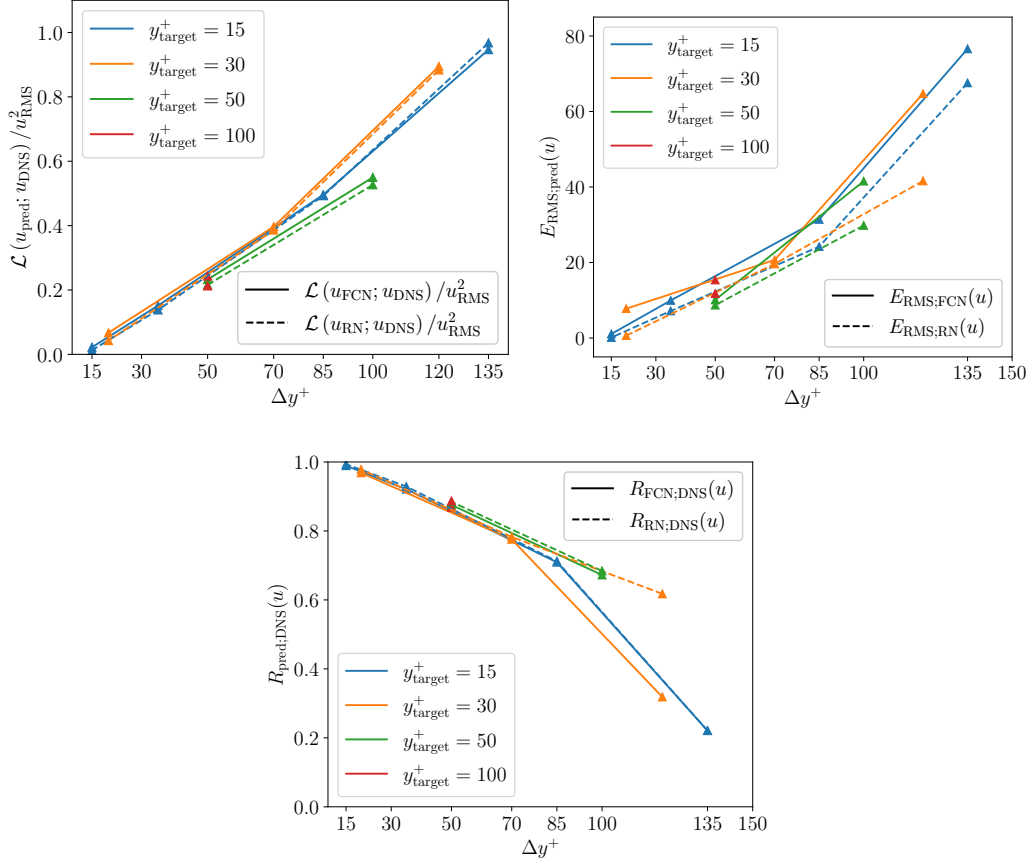 1.0
0.8
0.6
0.4
0.2
0.0
15 30 50 70 85 100 120 135
Δy⁺
ℒ (u_pred; u_DNS) /u²_RMS
y⁺_target = 15
y⁺_target = 30
y⁺_target = 50
y⁺_target = 100
ℒ (u_FCN; u_DNS) /u²_RMS
ℒ (u_RN; u_DNS) /u²_RMS
80
60
40
20
0
15 30 50 70 85 100 135 150
Δy⁺
E_RMS;pred(u)
y⁺_target = 15
y⁺_target = 30
y⁺_target = 50
y⁺_target = 100
E_RMS;FCN(u)
E_RMS;RN(u)
1.0
0.8
0.6
0.4
0.2
0.0
15 30 50 70 85 100 135 150
Δy⁺
R_pred;DNS(u)
R_FCN;DNS(u)
R_RN;DNS(u)
y⁺_target = 15
y⁺_target = 30
y⁺_target = 50
y⁺_target = 100